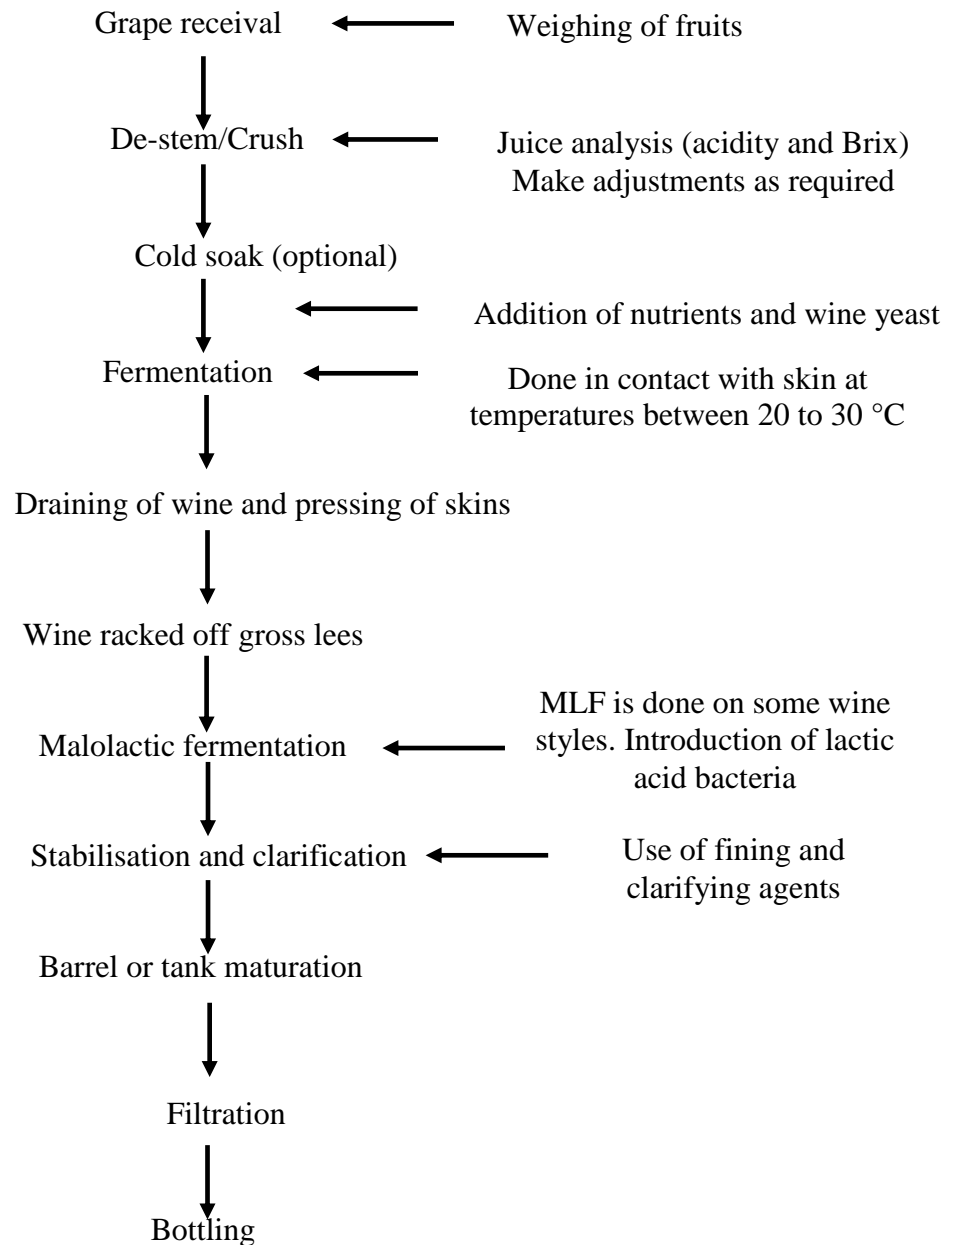 Grape receival
Weighing of fruits
De-stem/Crush
Juice analysis (acidity and Brix)
Make adjustments as required
Cold soak (optional)
Addition of nutrients and wine yeast
Fermentation
Done in contact with skin at
temperatures between 20 to 30 °C
Draining of wine and pressing of skins
Wine racked off gross lees
Malolactic fermentation
MLF is done on some wine
styles. Introduction of lactic
acid bacteria
Stabilisation and clarification
Use of fining and
clarifying agents
Barrel or tank maturation
Filtration
Bottling